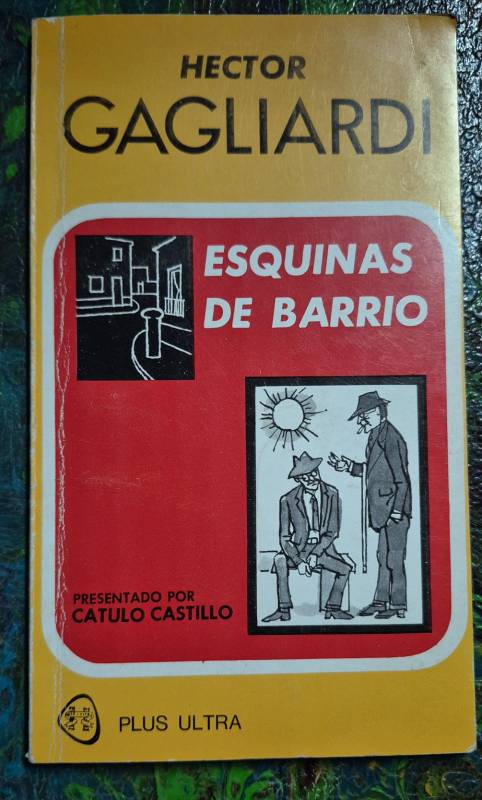 HECTOR
GAGLIARDI
ESQUINAS
DE BARRIO
PRESENTADO POR
CATULO CASTILLO
PLUS ULTRA